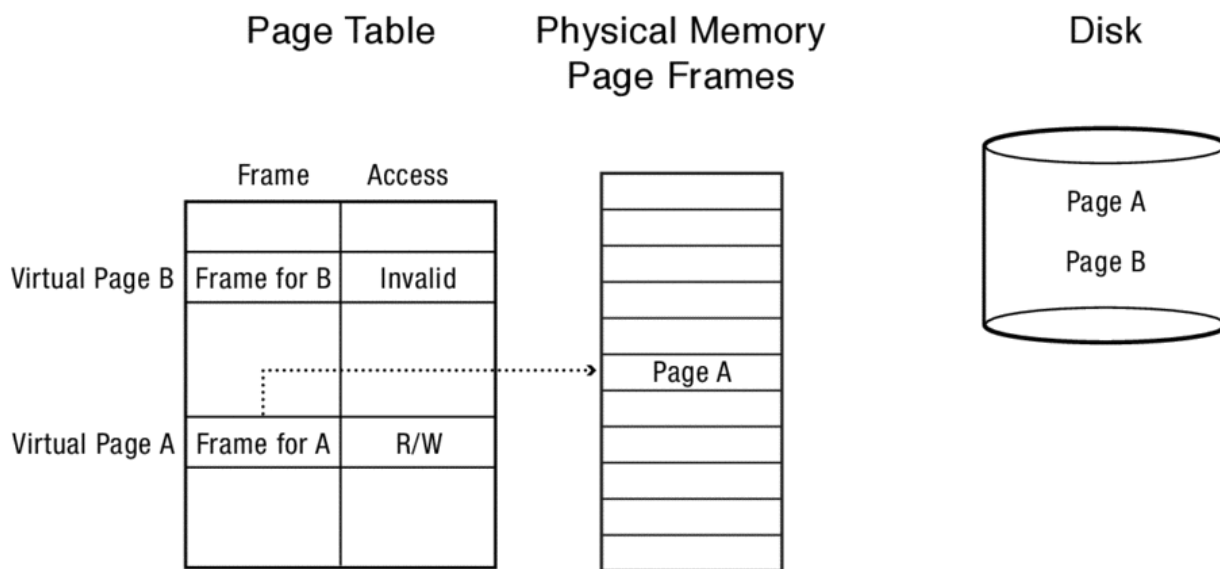 Page Table
Physical Memory
Page Frames
Disk
Frame
Access
Virtual Page B
Frame for B
Invalid
Page A
Virtual Page A
Frame for A
R/W
Page A
Page B